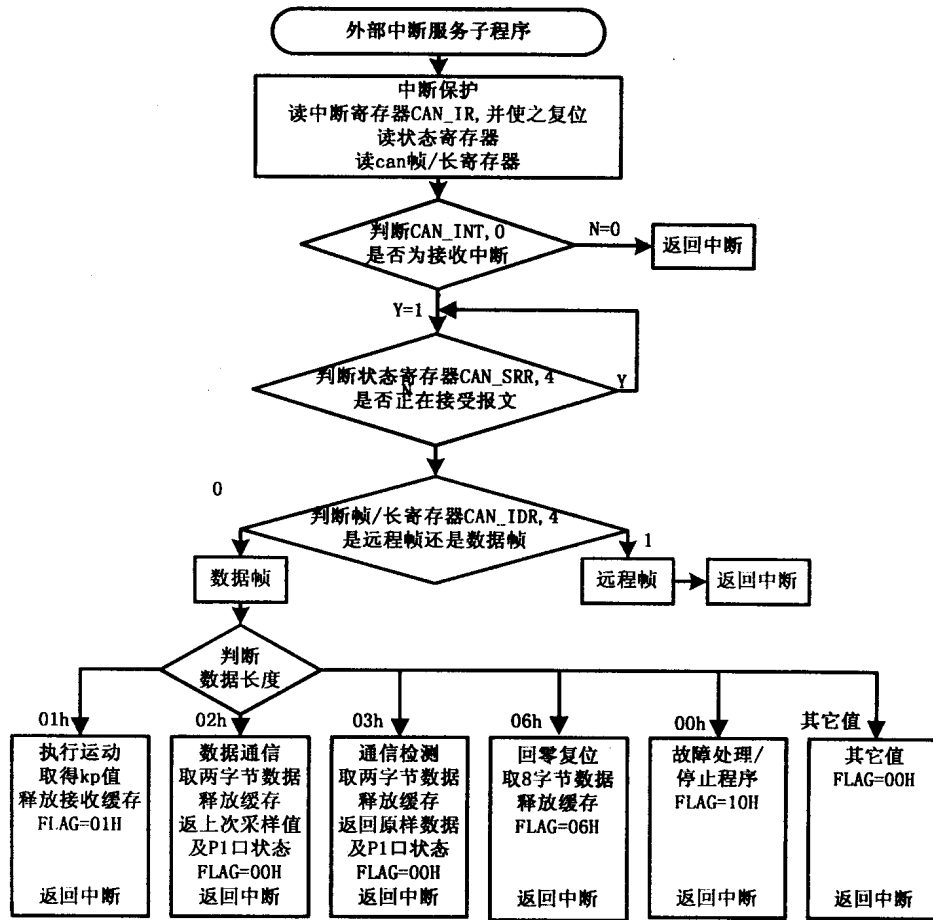 外部中断服务子程序
中断保护
读中断寄存器CAN_IR,并使之复位
读状态寄存器
读can帧/长寄存器
判断CAN_INT,0
是否为接收中断
N=0
返回中断
Y=1
判断状态寄存器CAN_SRR,4
是否正在接受报文
N
Y
判断帧/长寄存器CAN_IDR,4
是远程帧还是数据帧
0
1
数据帧
远程帧
返回中断
判断
数据长度
01h
02h
03h
06h
00h
其它值
执行运动
取得kp值
释放接收缓存
FLAG=01H
数据通信
取两字节数据
释放缓存
返上次采样值
及P1口状态
FLAG=00H
返回中断
通信检测
取两字节数据
释放缓存
返回原样数据
及P1口状态
FLAG=00H
返回中断
回零复位
取8字节数据
释放缓存
FLAG=06H
返回中断
故障处理/
停止程序
FLAG=10H
返回中断
其它值
FLAG=00H
返回中断
返回中断